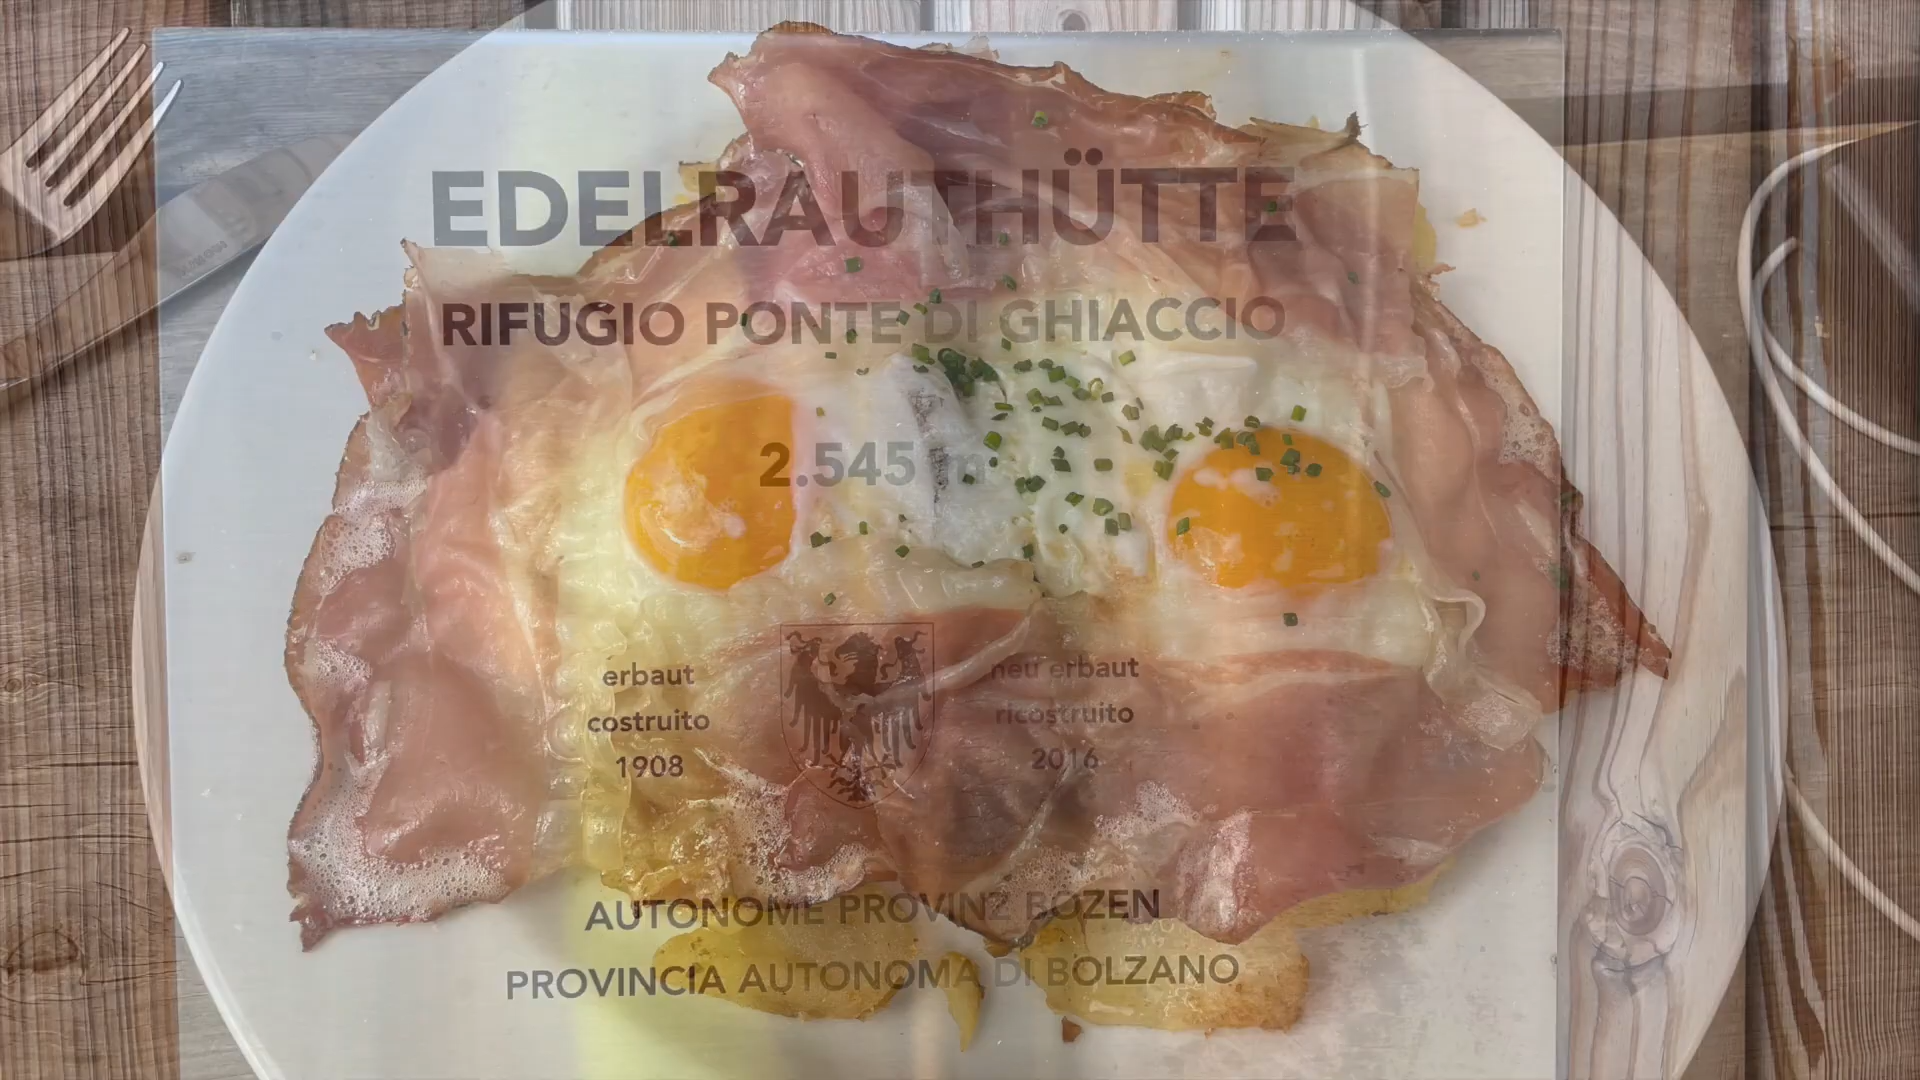 EDELRAUTHÜTTE
RIFUGIO PONTE DI GHIACCIO
2.545 m
erbaut
costruito
1908
neu erbaut
ricostruito
2016
AUTONOME PROVINZ BOZEN
PROVINCIA AUTONOMA DI BOLZANO